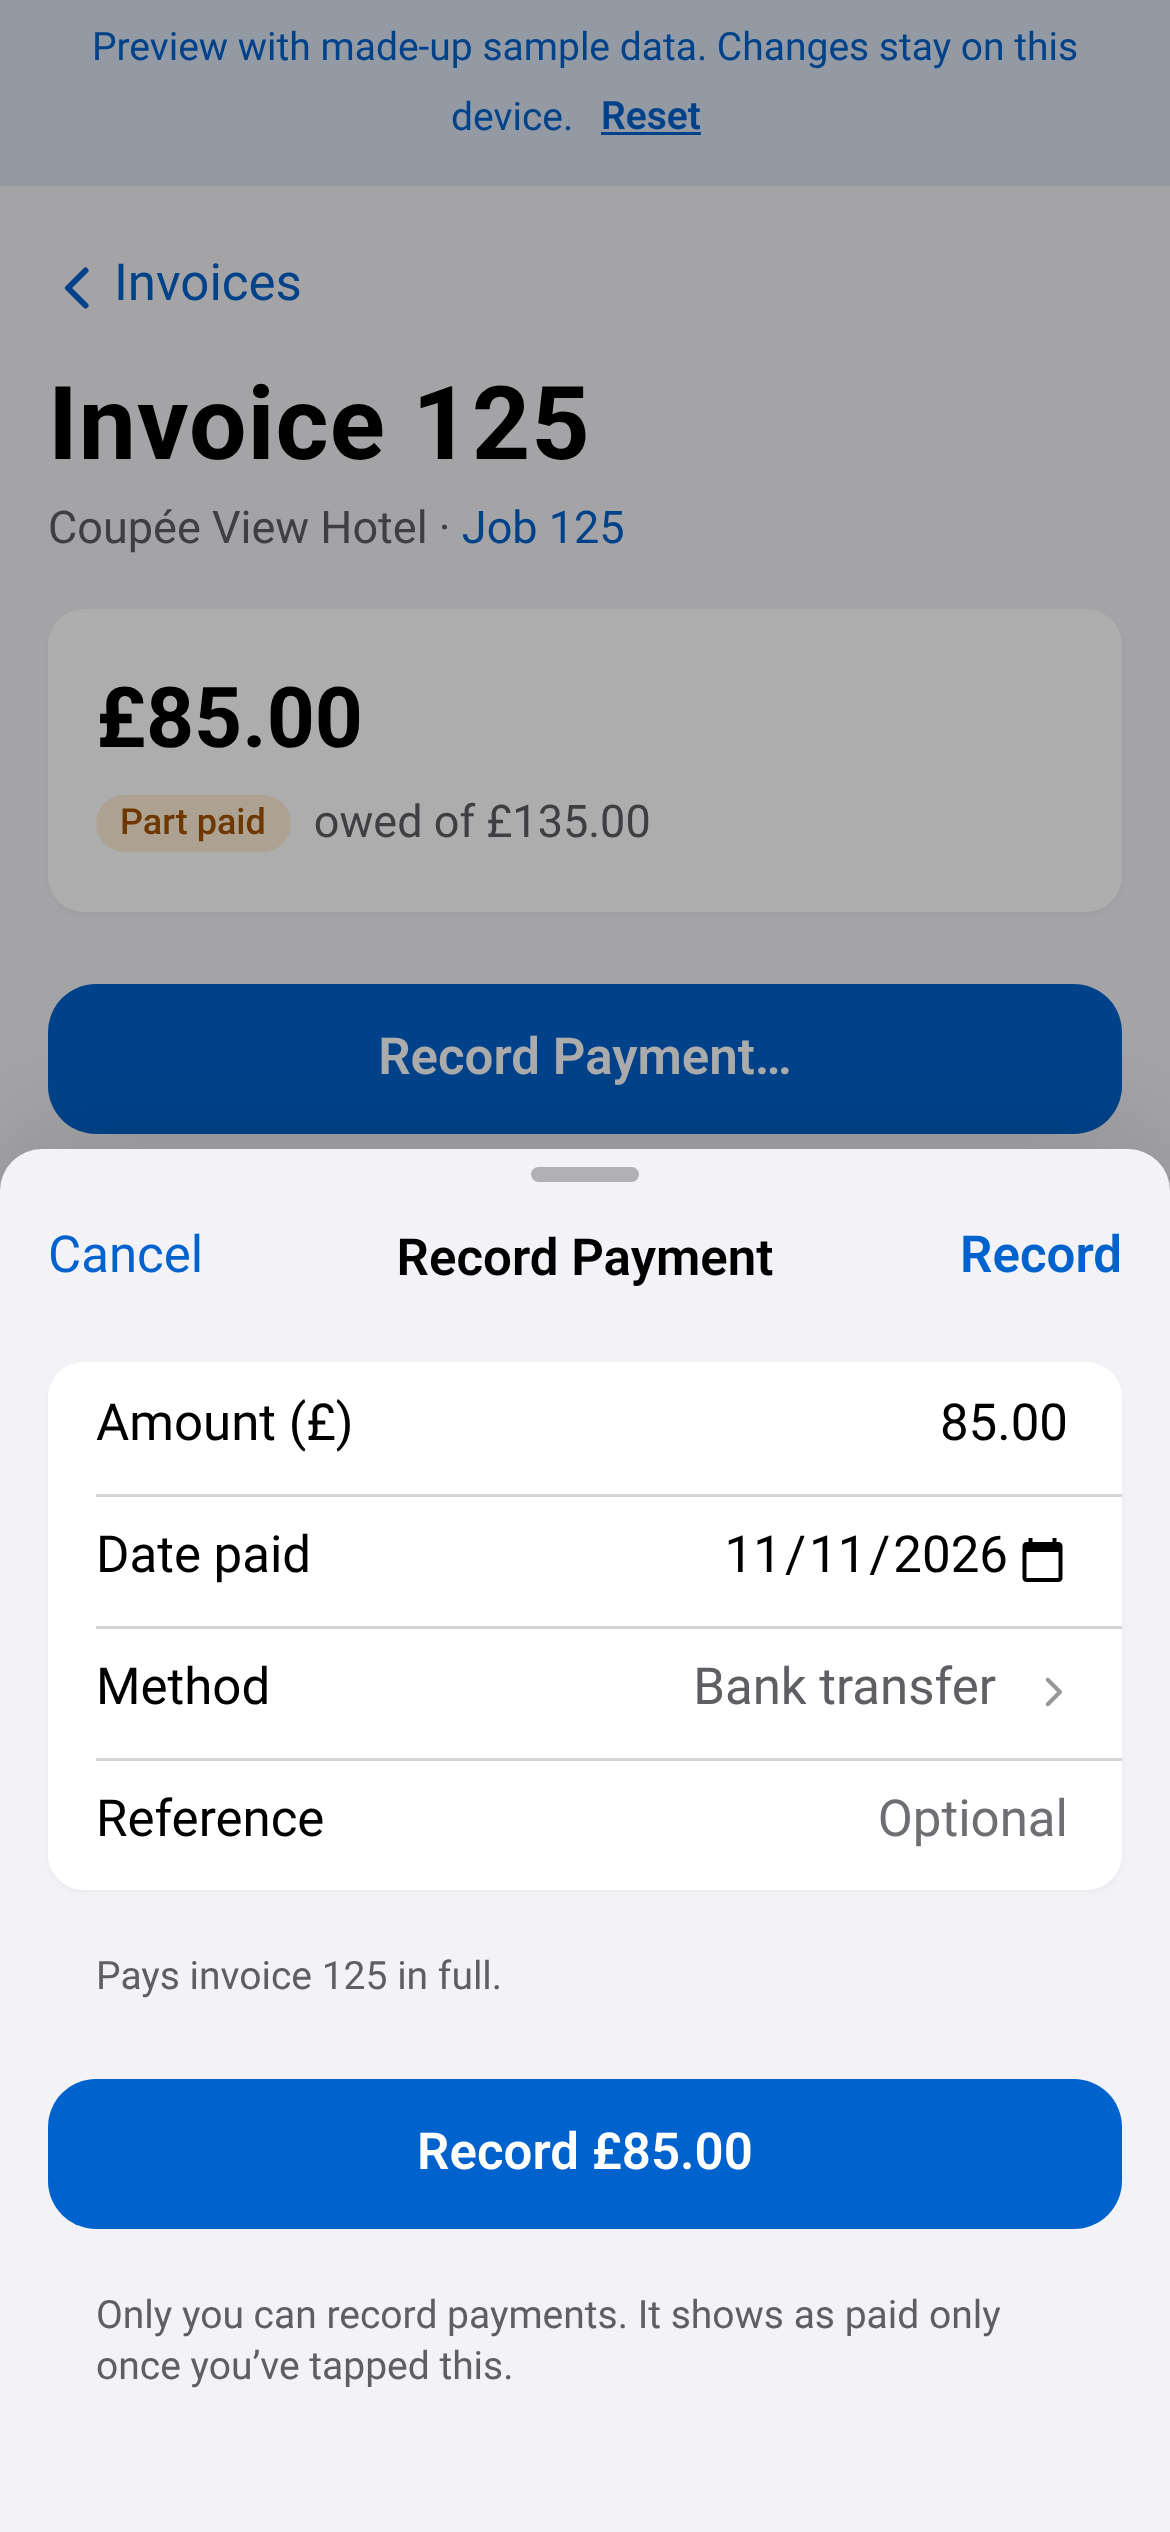 Preview with made-up sample data. Changes stay on this
device. Reset
Invoices
Invoice 125
Coupée View Hotel · Job 125
£85.00
Part paid owed of £135.00
Record Payment…
Cancel Record Payment Record
Amount (£) 85.00
Date paid 11/11/2026
Method Bank transfer
Reference Optional
Pays invoice 125 in full.
Record £85.00
Only you can record payments. It shows as paid only
once you’ve tapped this.